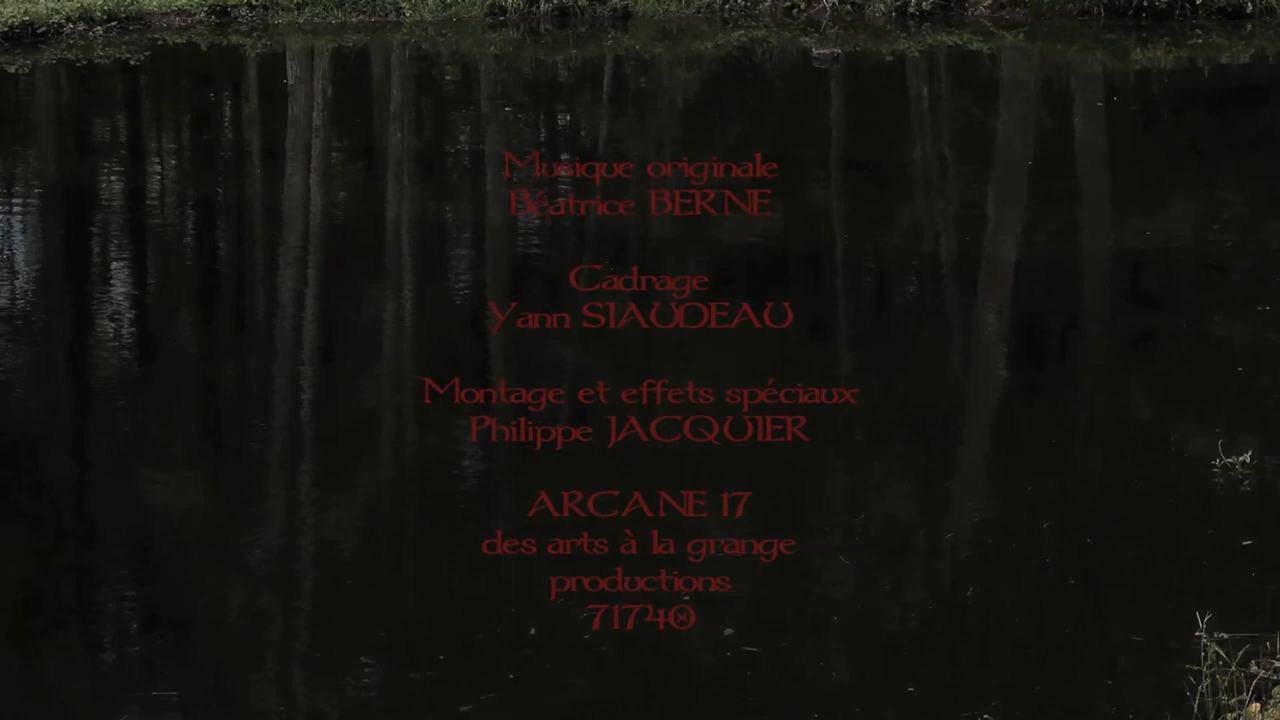 Musique originale
Béatrice BERNE
Cadrage
Yann SIAUDEAU
Montage et effets spéciaux
Philippe JACQUIER
ARCANE 17
des arts à la grange
productions
71740